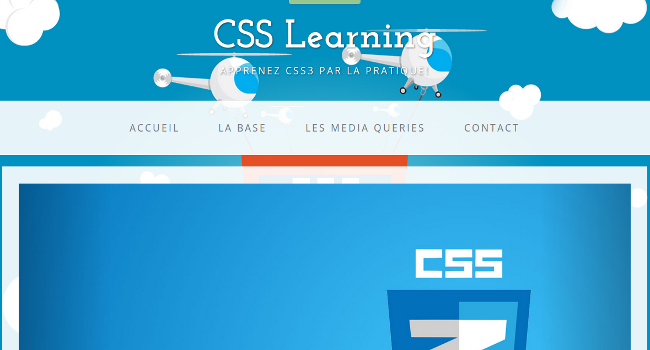 CSS Learning
APPRENEZ CSS3 PAR LA PRATIQUE!
ACCUEIL LA BASE LES MEDIA QUERIES CONTACT
CSS